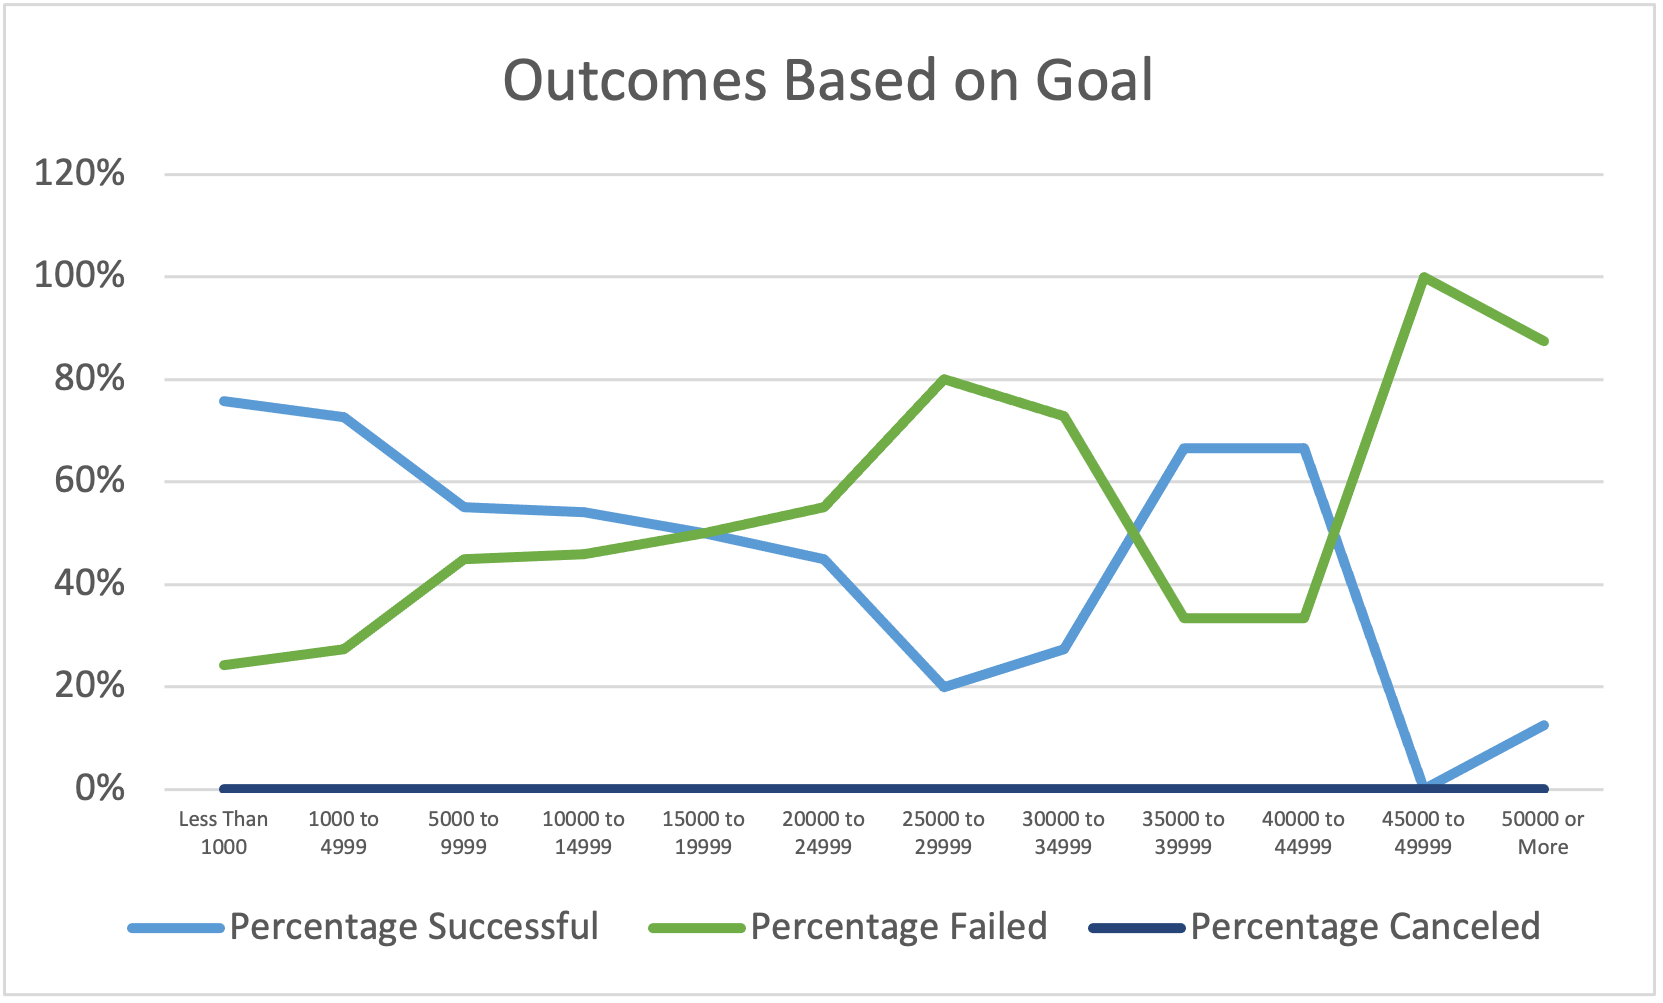 Outcomes Based on Goal
120%
100%
80%
60%
40%
20%
0%
Less Than 1000 to 5000 to 10000 to 15000 to 20000 to 25000 to 30000 to 35000 to 40000 to 45000 to 50000 or
1000 4999 9999 14999 19999 24999 29999 34999 39999 44999 49999 More
Percentage Successful Percentage Failed Percentage Canceled